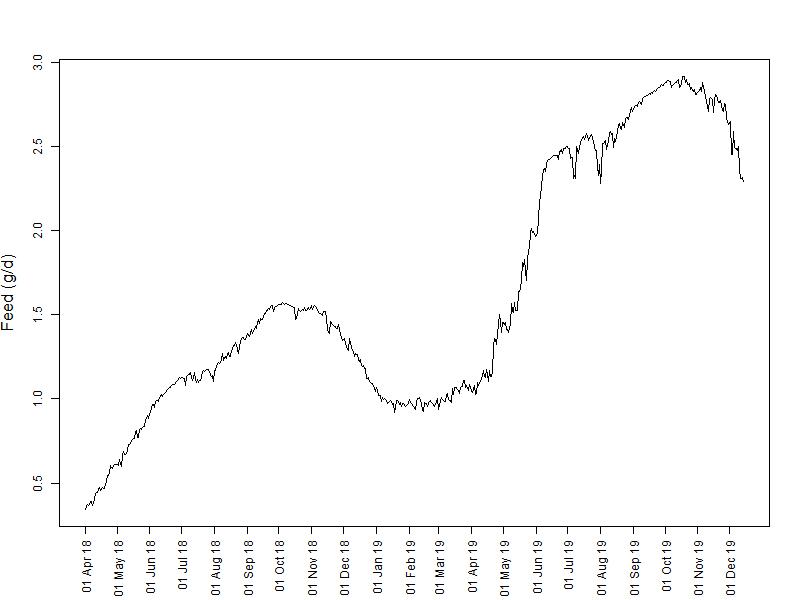 Feed (g/d)
3.0
2.5
2.0
1.5
1.0
0.5
01 Apr 18
01 May 18
01 Jun 18
01 Jul 18
01 Aug 18
01 Sep 18
01 Oct 18
01 Nov 18
01 Dec 18
01 Jan 19
01 Feb 19
01 Mar 19
01 Apr 19
01 May 19
01 Jun 19
01 Jul 19
01 Aug 19
01 Sep 19
01 Oct 19
01 Nov 19
01 Dec 19